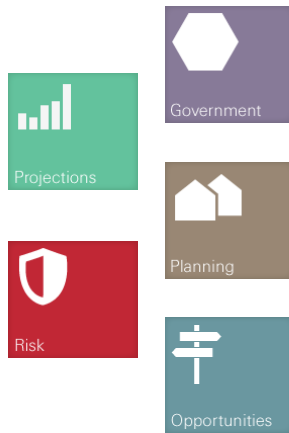 Government
Projections
Planning
Risk
Opportunities